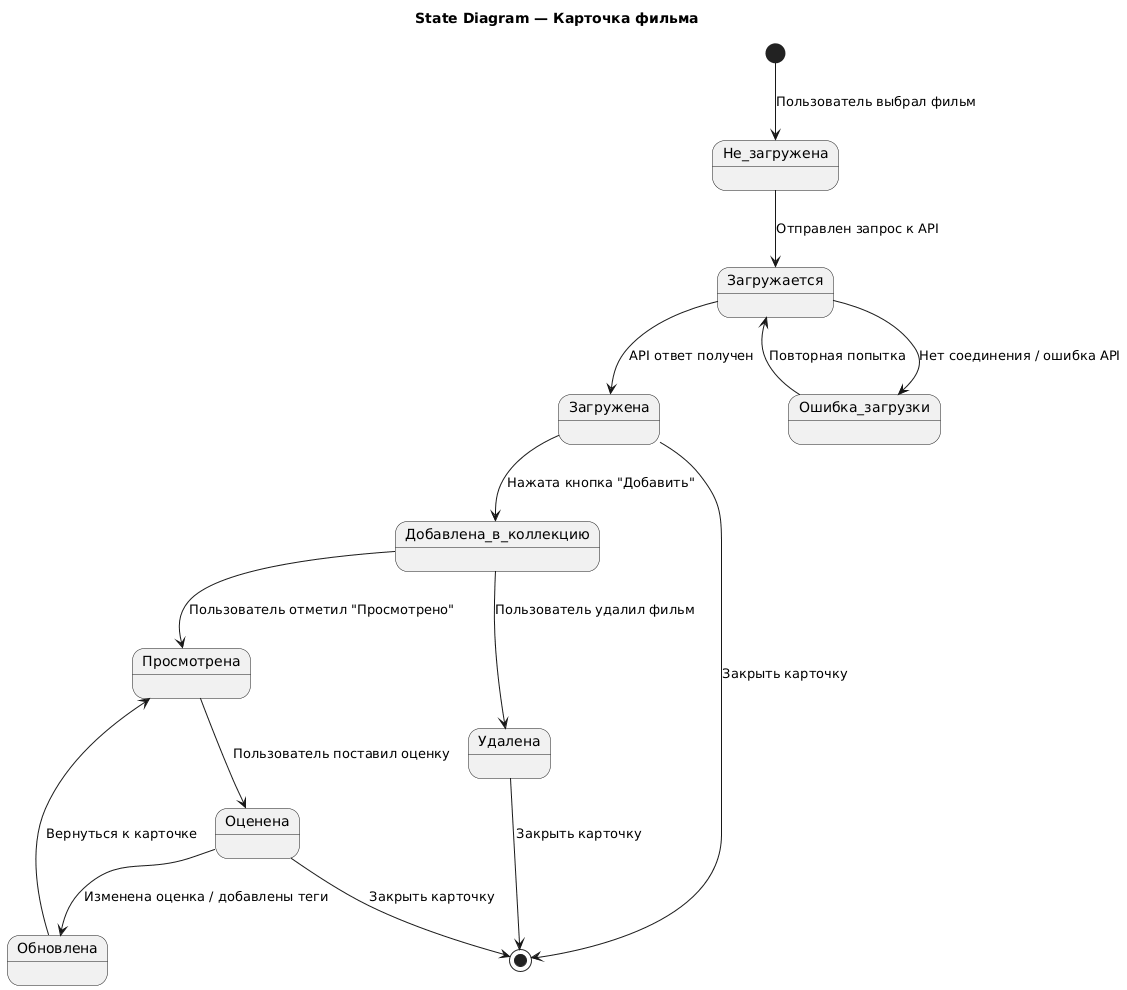 State Diagram — Карточка фильма
Пользователь выбрал фильм
Не_загружена
Отправлен запрос к API
Загружается
API ответ получен
Повторная попытка
Нет соединения / ошибка API
Загружена
Ошибка_загрузки
Нажата кнопка "Добавить"
Добавлена_в_коллекцию
Пользователь отметил "Просмотрено"
Пользователь удалил фильм
Просмотрена
Закрыть карточку
Удалена
Пользователь поставил оценку
Оценена
Вернуться к карточке
Закрыть карточку
Изменена оценка / добавлены теги
Закрыть карточку
Обновлена